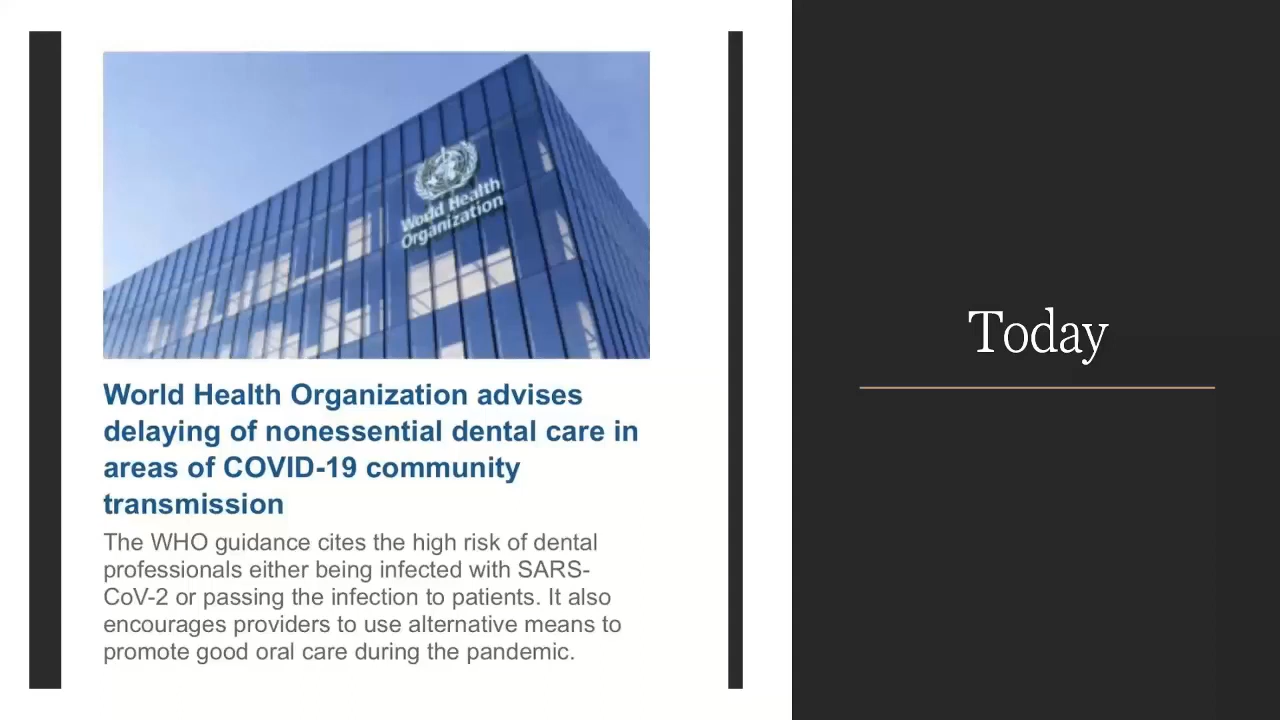 World Health
Organization
World Health Organization advises
delaying of nonessential dental care in
areas of COVID-19 community
transmission
The WHO guidance cites the high risk of dental
professionals either being infected with SARS-
CoV-2 or passing the infection to patients. It also
encourages providers to use alternative means to
promote good oral care during the pandemic.
Today